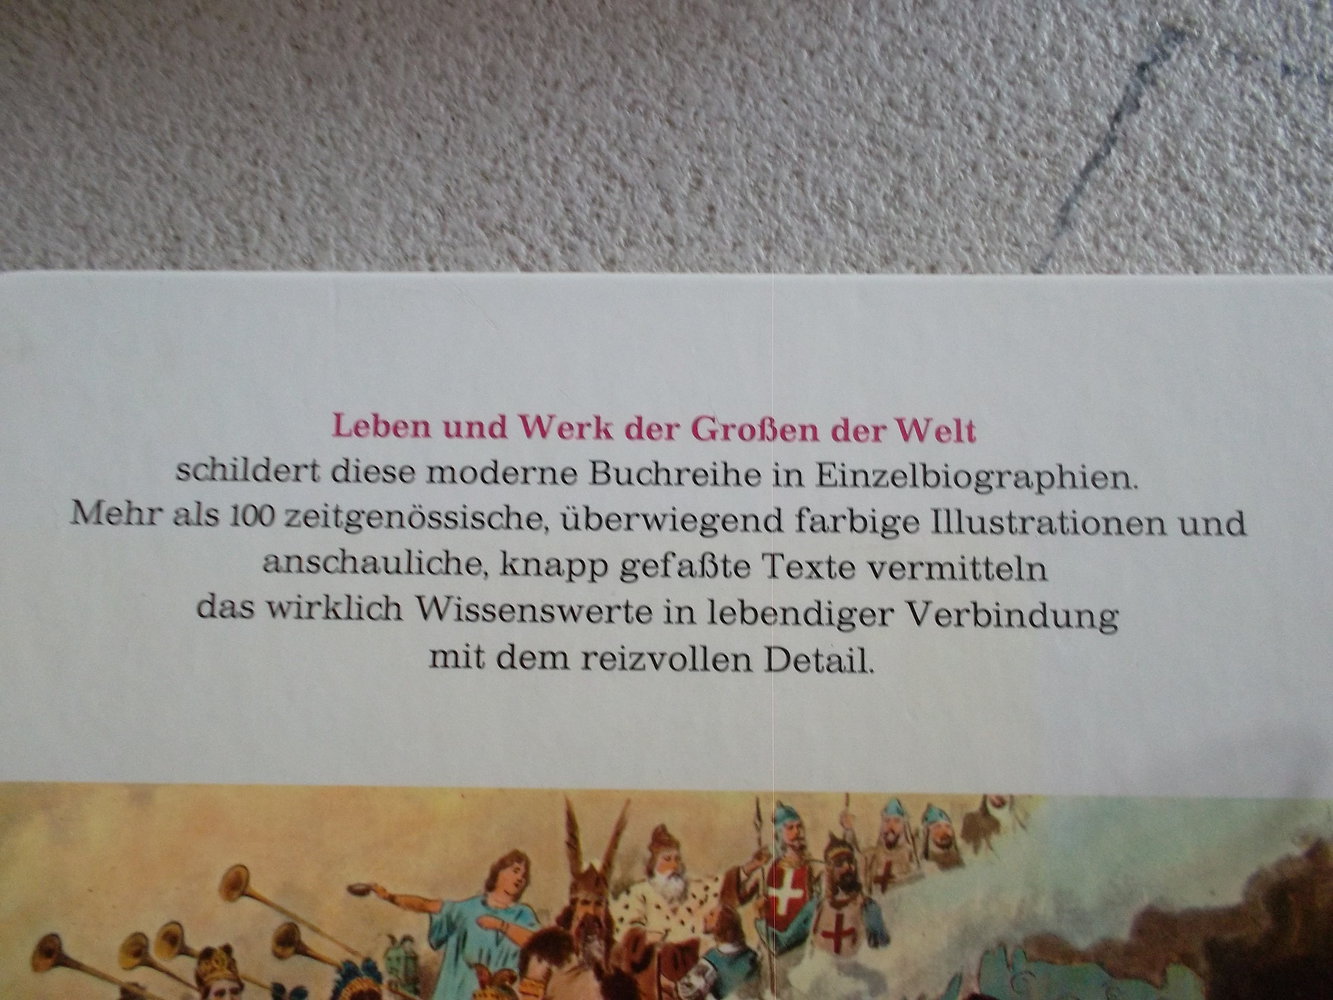 Leben und Werk der Großen der Welt
schildert diese moderne Buchreihe in Einzelbiographien.
Mehr als 100 zeitgenössische, überwiegend farbige Illustrationen und
anschauliche, knapp gefaßte Texte vermitteln
das wirklich Wissenswerte in lebendiger Verbindung
mit dem reizvollen Detail.